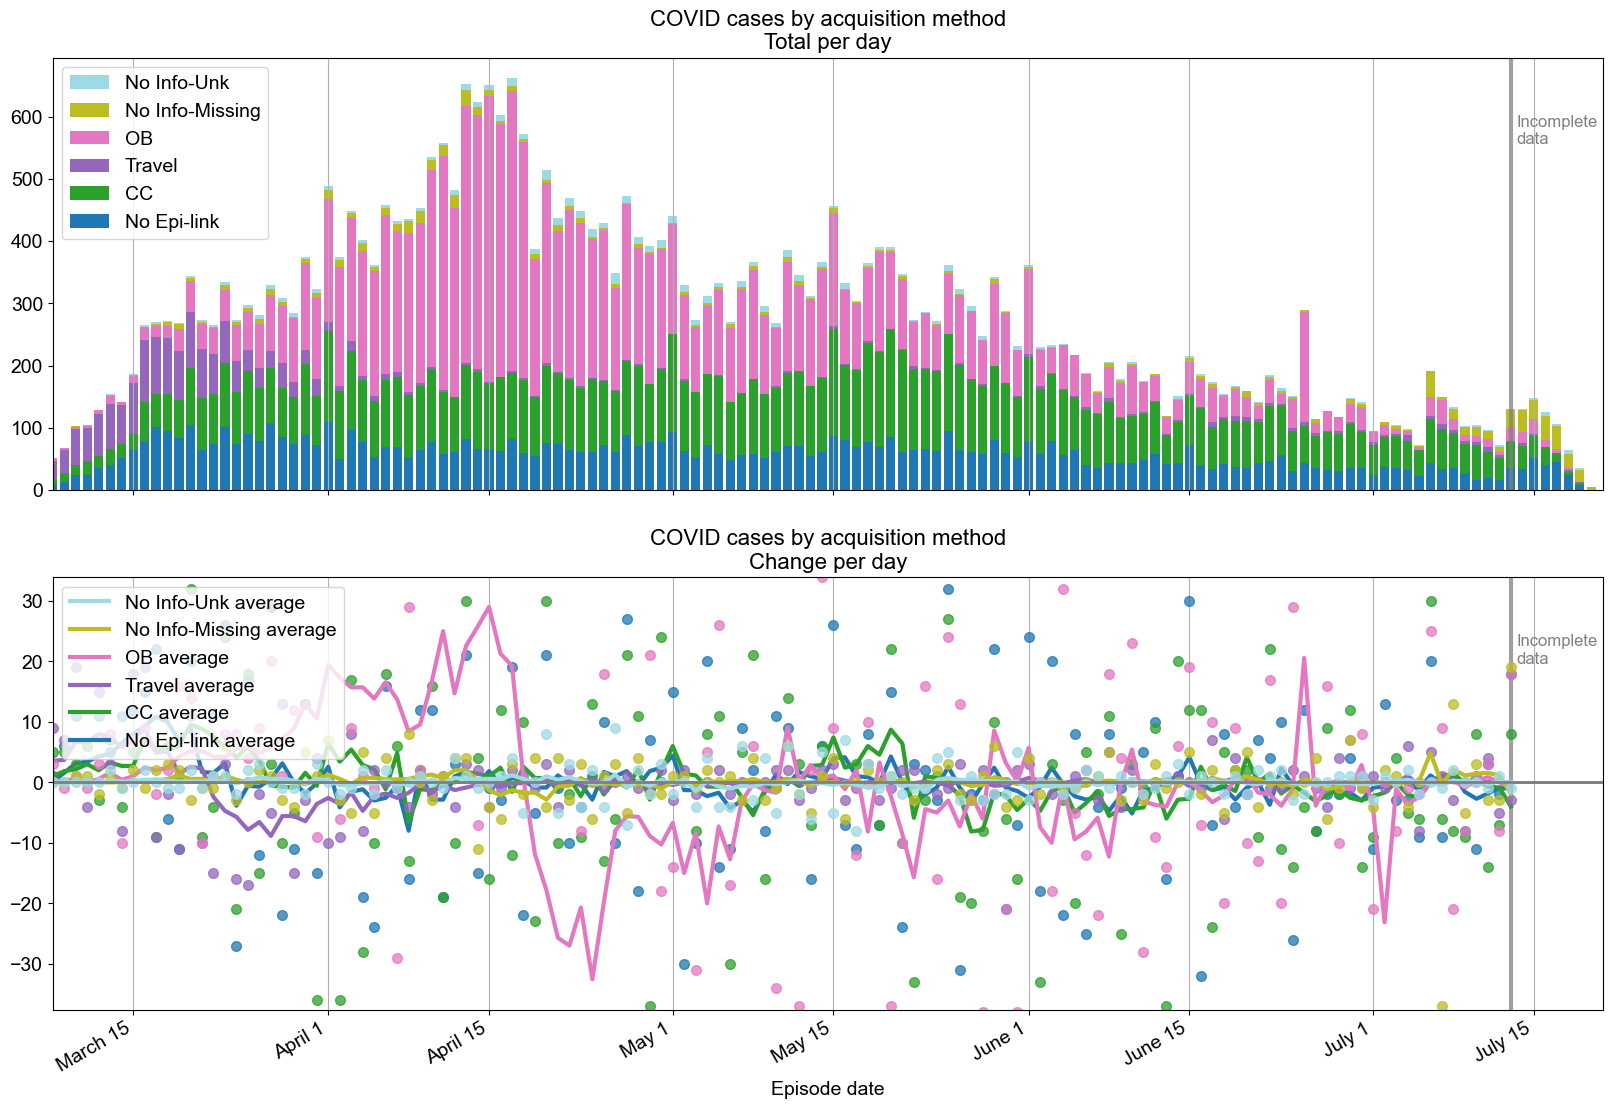 COVID cases by acquisition method
Total per day
No Info-Unk
No Info-Missing
OB
Travel
CC
No Epi-link
600
500
400
300
200
100
0
Incomplete
data
COVID cases by acquisition method
Change per day
No Info-Unk average
No Info-Missing average
OB average
Travel average
CC average
No Epi-link average
30
20
10
0
−10
−20
−30
Incomplete
data
March 15
April 1
April 15
May 1
May 15
June 1
June 15
July 1
July 15
Episode date